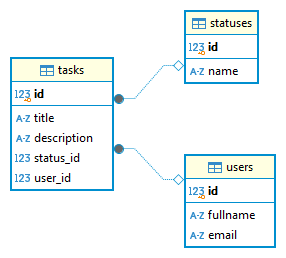 statuses
123 id
A-Z name
tasks
123 id
A-Z title
A-Z description
123 status_id
123 user_id
users
123 id
A-Z fullname
A-Z email